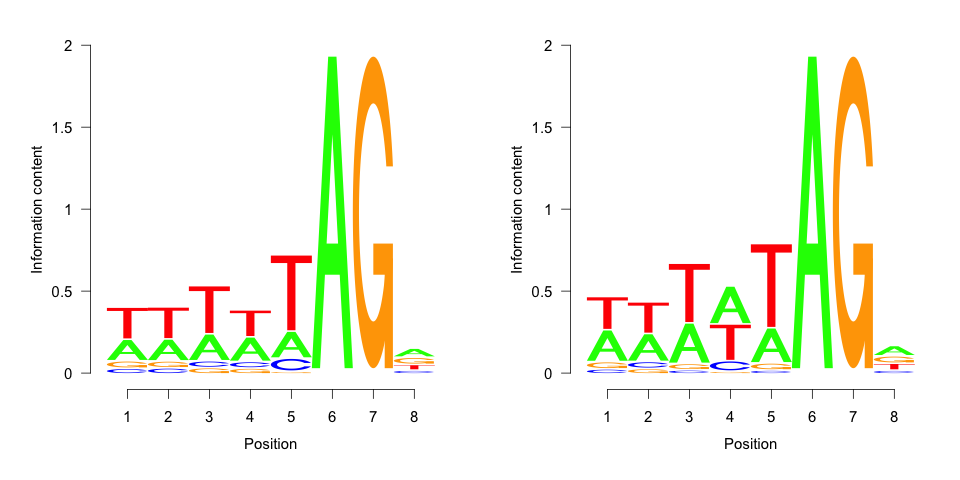 2
1.5
1
0.5
0
Information content
T T T T T A G A
A A A A A G
G G C C C T
C C G G G C
1 2 3 4 5 6 7 8
Position
2
1.5
1
0.5
0
Information content
T T T A T A G A
A A A T A G
G C G C G T
C G C G C C
1 2 3 4 5 6 7 8
Position